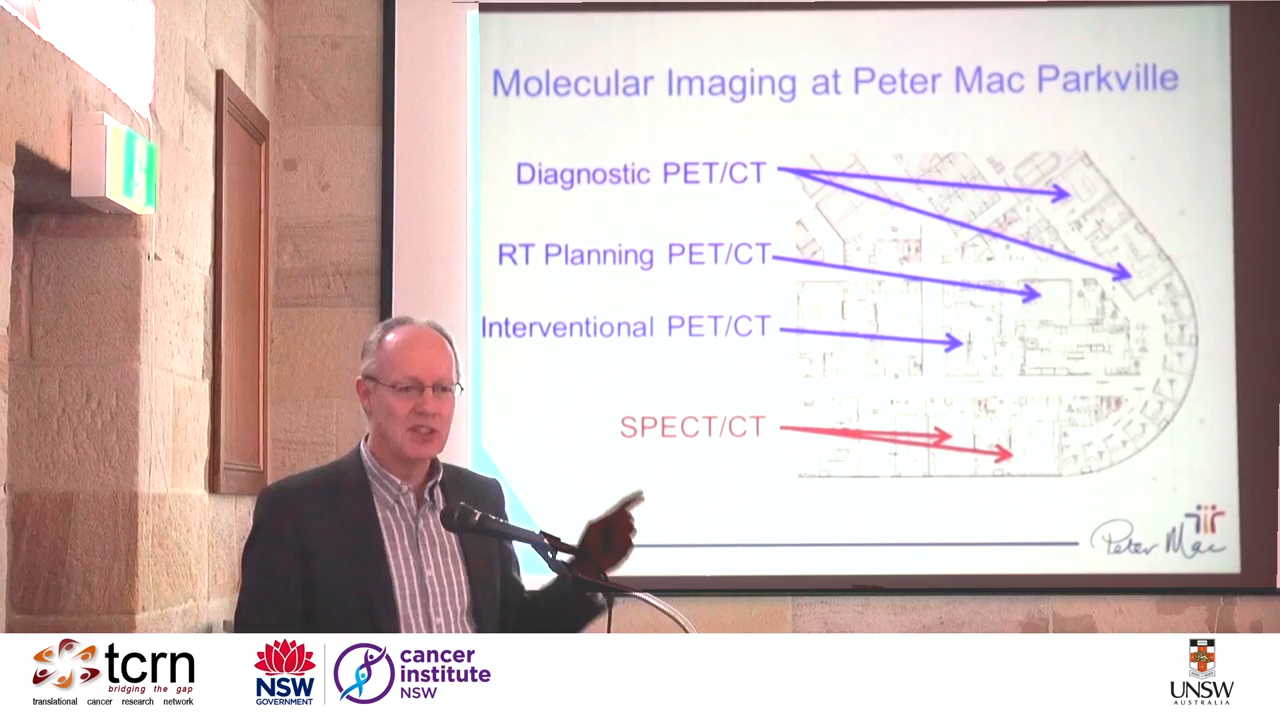 Molecular Imaging at Peter Mac Parkville
Diagnostic PET/CT
RT Planning PET/CT
Interventional PET/CT
SPECT/CT
Peter Mac
tcrn
bridging the gap
translational cancer research network
NSW
GOVERNMENT
cancer
institute
NSW
UNSW
AUSTRALIA